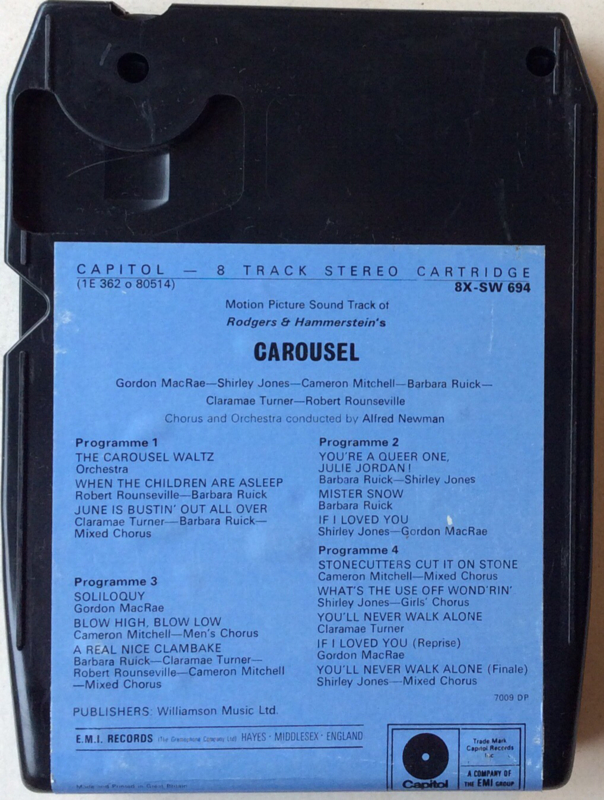 CAPITOL — 8 TRACK STEREO CARTRIDGE
(1E 362 o 80514)
8X-SW 694
Motion Picture Sound Track of
Rodgers & Hammerstein's
CAROUSEL
Gordon MacRae—Shirley Jones—Cameron Mitchell—Barbara Ruick—
Claramae Turner—Robert Rounseville
Chorus and Orchestra conducted by Alfred Newman
Programme 1
THE CAROUSEL WALTZ
Orchestra
WHEN THE CHILDREN ARE ASLEEP
Robert Rounseville—Barbara Ruick
JUNE IS BUSTIN' OUT ALL OVER
Claramae Turner—Barbara Ruick—
Mixed Chorus
Programme 2
YOU'RE A QUEER ONE,
JULIE JORDAN!
Barbara Ruick—Shirley Jones
MISTER SNOW
Barbara Ruick
IF I LOVED YOU
Shirley Jones—Gordon MacRae
Programme 3
SOLILOQUY
Gordon MacRae
BLOW HIGH, BLOW LOW
Cameron Mitchell—Men's Chorus
A REAL NICE CLAMBAKE
Barbara Ruick—Claramae Turner—
Robert Rounseville—Cameron Mitchell
—Mixed Chorus
Programme 4
STONECUTTERS CUT IT ON STONE
Cameron Mitchell—Mixed Chorus
WHAT'S THE USE OFF WOND'RIN'
Shirley Jones—Girls' Chorus
YOU'LL NEVER WALK ALONE
Claramae Turner
IF I LOVED YOU (Reprise)
Gordon MacRae
YOU'LL NEVER WALK ALONE (Finale)
Shirley Jones—Mixed Chorus
7009 DP
PUBLISHERS: Williamson Music Ltd.
E.M.I. RECORDS (The Gramophone Company Ltd) HAYES · MIDDLESEX · ENGLAND
Capitol
Trade Mark
Capitol Records
Inc
A COMPANY OF
THE EMI GROUP